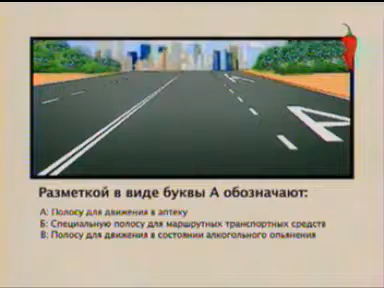 А
А
Разметкой в виде буквы А обозначают:
А: Полосу для движения в аптеку
Б: Специальную полосу для маршрутных транспортных средств
В: Полосу для движения в состоянии алкогольного опьянения